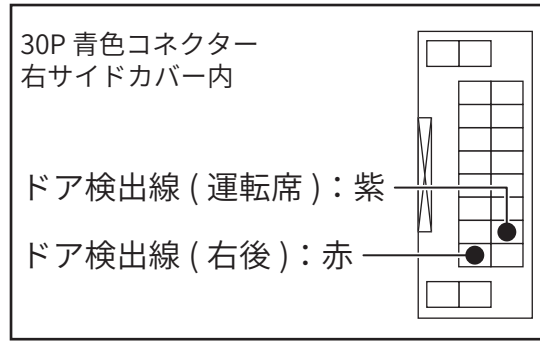 30P 青色コネクター
右サイドカバー内
ドア検出線 ( 運転席 )：紫
ドア検出線 ( 右後 )：赤